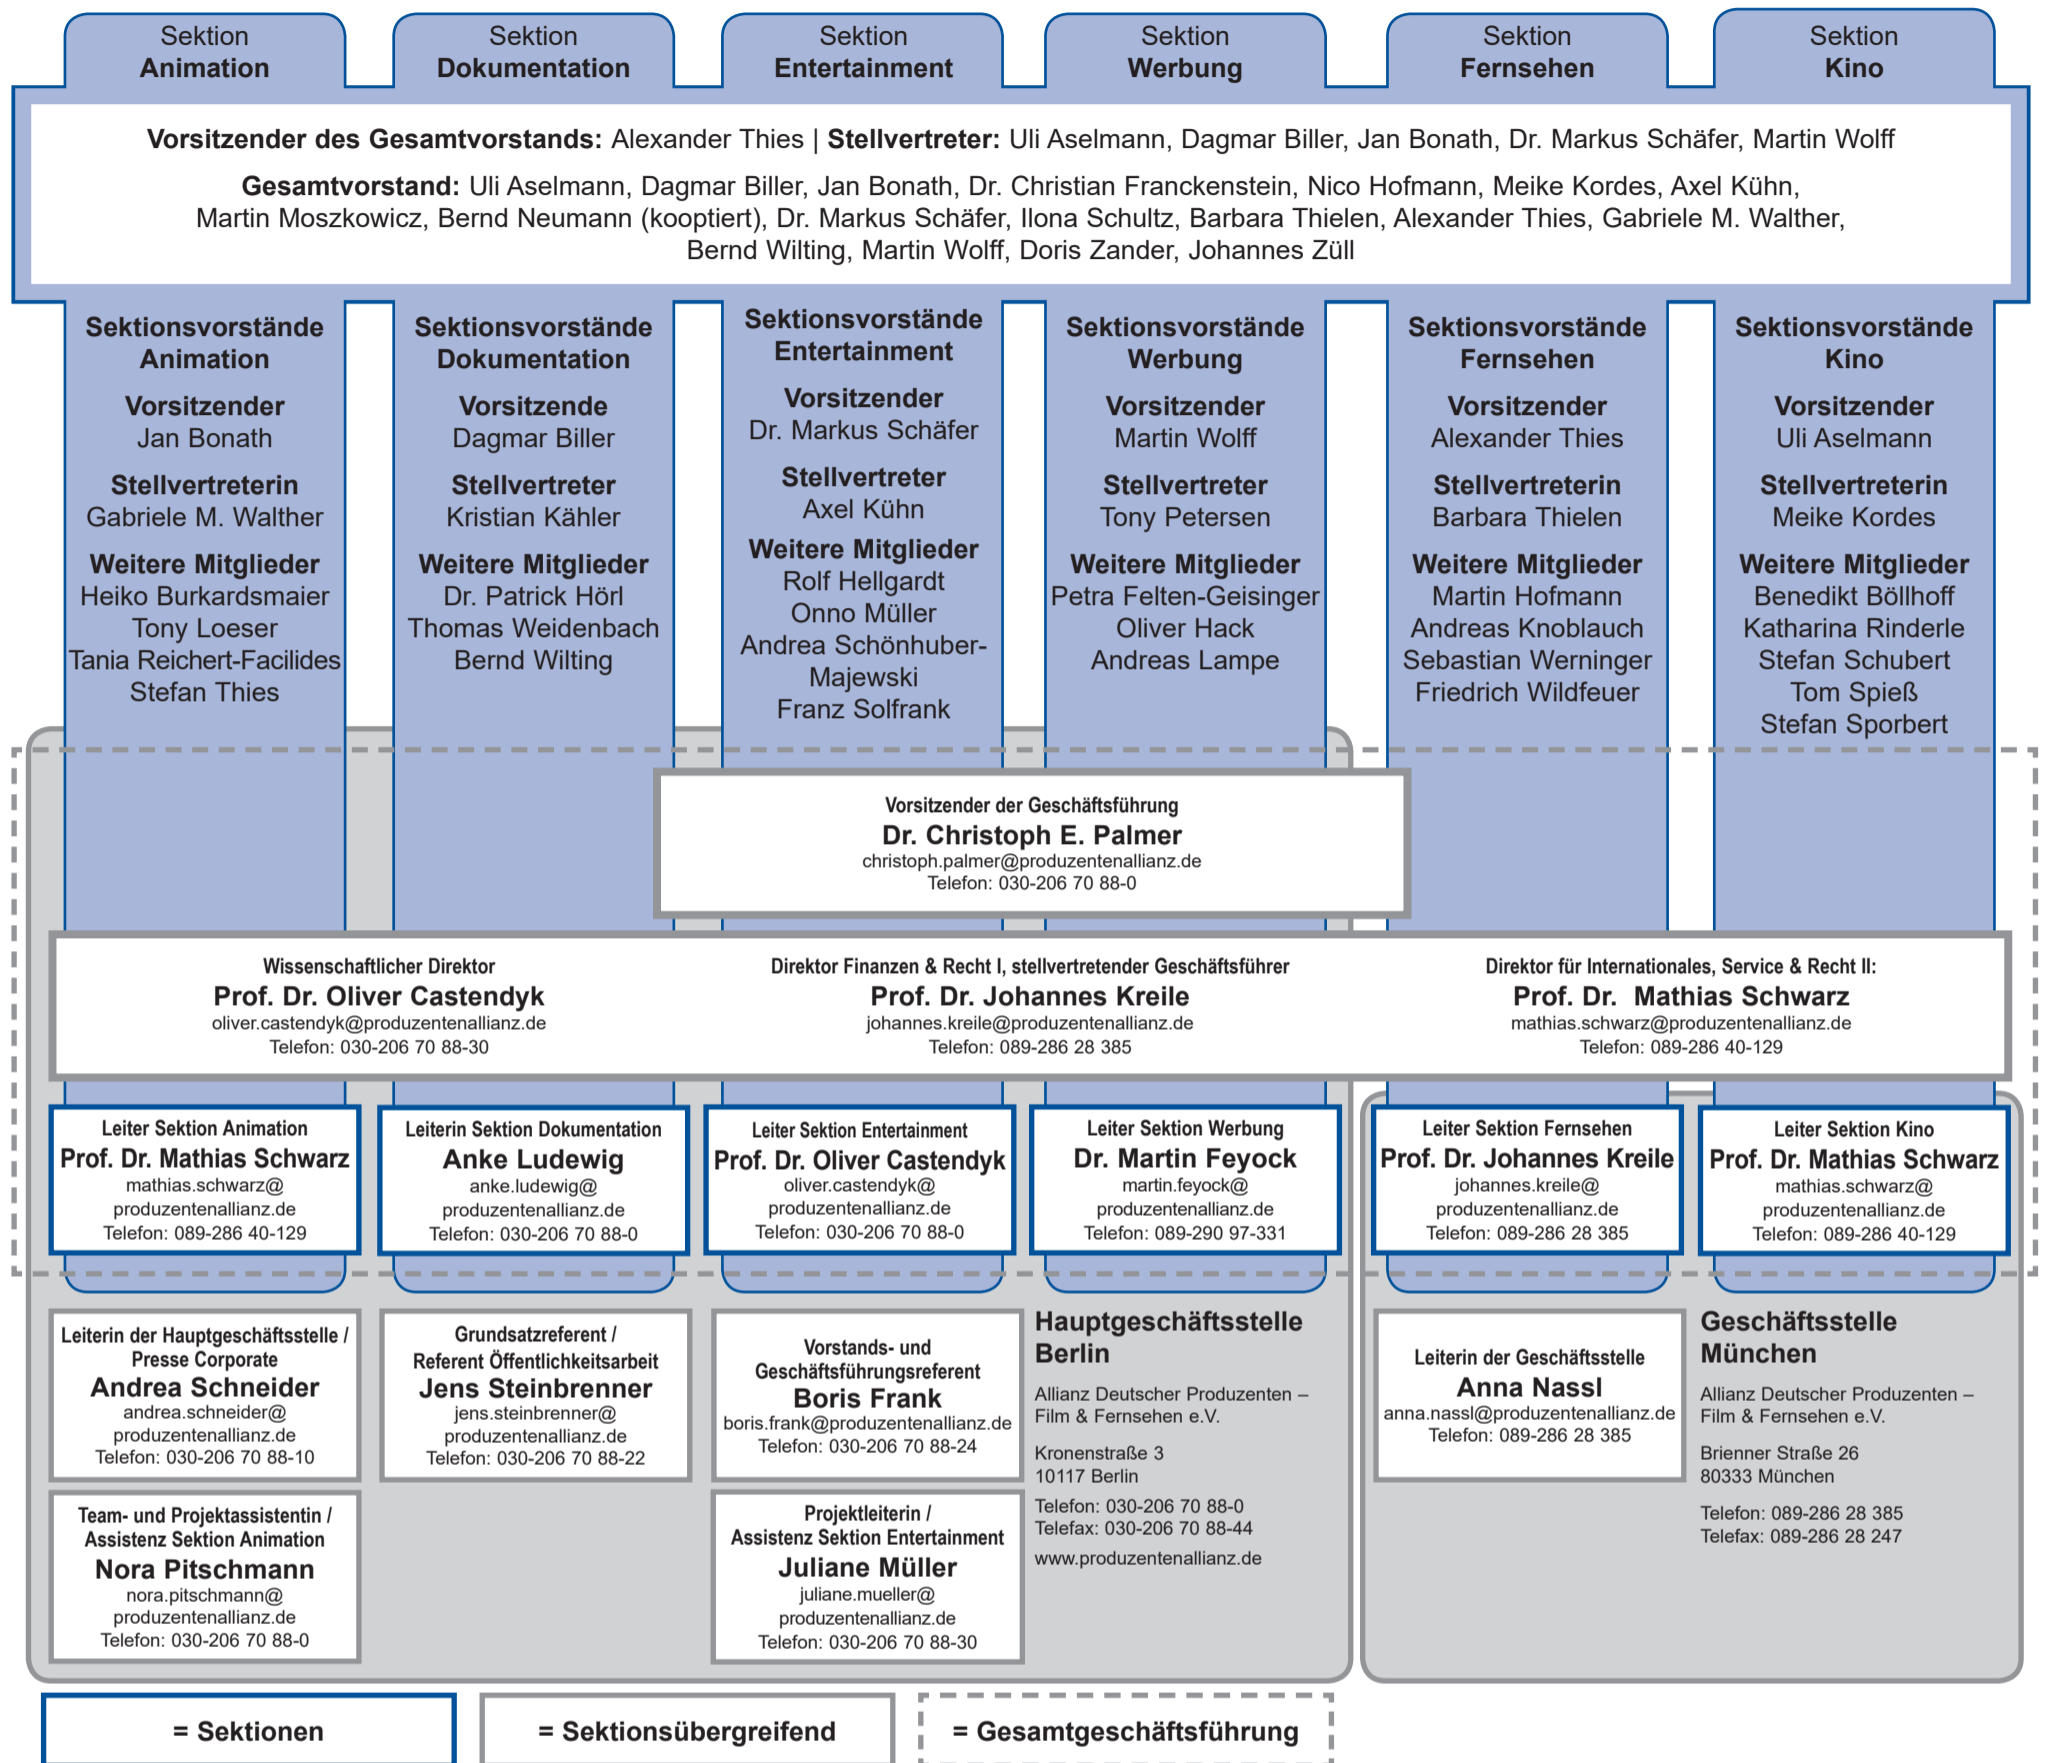 Sektion
Animation
Sektion
Dokumentation
Sektion
Entertainment
Sektion
Werbung
Sektion
Fernsehen
Sektion
Kino
Vorsitzender des Gesamtvorstands: Alexander Thies | Stellvertreter: Uli Aselmann, Dagmar Biller, Jan Bonath, Dr. Markus Schäfer, Martin Wolff
Gesamtvorstand: Uli Aselmann, Dagmar Biller, Jan Bonath, Dr. Christian Franckenstein, Nico Hofmann, Meike Kordes, Axel Kühn,
Martin Moszkowicz, Bernd Neumann (kooptiert), Dr. Markus Schäfer, Ilona Schultz, Barbara Thielen, Alexander Thies, Gabriele M. Walther,
Bernd Wilting, Martin Wolff, Doris Zander, Johannes Züll
Sektionsvorstände
Animation
Vorsitzender
Jan Bonath
Stellvertreterin
Gabriele M. Walther
Weitere Mitglieder
Heiko Burkardsmaier
Tony Loeser
Tania Reichert-Facilides
Stefan Thies
Sektionsvorstände
Dokumentation
Vorsitzende
Dagmar Biller
Stellvertreter
Kristian Kähler
Weitere Mitglieder
Dr. Patrick Hörl
Thomas Weidenbach
Bernd Wilting
Sektionsvorstände
Entertainment
Vorsitzender
Dr. Markus Schäfer
Stellvertreter
Axel Kühn
Weitere Mitglieder
Rolf Hellgardt
Onno Müller
Andrea Schönhuber-
Majewski
Franz Solfrank
Sektionsvorstände
Werbung
Vorsitzender
Martin Wolff
Stellvertreter
Tony Petersen
Weitere Mitglieder
Petra Felten-Geisinger
Oliver Hack
Andreas Lampe
Sektionsvorstände
Fernsehen
Vorsitzender
Alexander Thies
Stellvertreterin
Barbara Thielen
Weitere Mitglieder
Martin Hofmann
Andreas Knoblauch
Sebastian Werninger
Friedrich Wildfeuer
Sektionsvorstände
Kino
Vorsitzender
Uli Aselmann
Stellvertreterin
Meike Kordes
Weitere Mitglieder
Benedikt Böllhoff
Katharina Rinderle
Stefan Schubert
Tom Spieß
Stefan Sporbert
Vorsitzender der Geschäftsführung
Dr. Christoph E. Palmer
christoph.palmer@produzentenallianz.de
Telefon: 030-206 70 88-0
Wissenschaftlicher Direktor
Prof. Dr. Oliver Castendyk
oliver.castendyk@produzentenallianz.de
Telefon: 030-206 70 88-30
Direktor Finanzen & Recht I, stellvertretender Geschäftsführer
Prof. Dr. Johannes Kreile
johannes.kreile@produzentenallianz.de
Telefon: 089-286 28 385
Direktor für Internationales, Service & Recht II:
Prof. Dr. Mathias Schwarz
mathias.schwarz@produzentenallianz.de
Telefon: 089-286 40-129
Leiter Sektion Animation
Prof. Dr. Mathias Schwarz
mathias.schwarz@
produzentenallianz.de
Telefon: 089-286 40-129
Leiterin Sektion Dokumentation
Anke Ludewig
anke.ludewig@
produzentenallianz.de
Telefon: 030-206 70 88-0
Leiter Sektion Entertainment
Prof. Dr. Oliver Castendyk
oliver.castendyk@
produzentenallianz.de
Telefon: 030-206 70 88-0
Leiter Sektion Werbung
Dr. Martin Feyock
martin.feyock@
produzentenallianz.de
Telefon: 089-290 97-331
Leiter Sektion Fernsehen
Prof. Dr. Johannes Kreile
johannes.kreile@
produzentenallianz.de
Telefon: 089-286 28 385
Leiter Sektion Kino
Prof. Dr. Mathias Schwarz
mathias.schwarz@
produzentenallianz.de
Telefon: 089-286 40-129
Leiterin der Hauptgeschäftsstelle /
Presse Corporate
Andrea Schneider
andrea.schneider@
produzentenallianz.de
Telefon: 030-206 70 88-10
Grundsatzreferent /
Referent Öffentlichkeitsarbeit
Jens Steinbrenner
jens.steinbrenner@
produzentenallianz.de
Telefon: 030-206 70 88-22
Vorstands- und
Geschäftsführungsreferent
Boris Frank
boris.frank@produzentenallianz.de
Telefon: 030-206 70 88-24
Hauptgeschäftsstelle
Berlin
Allianz Deutscher Produzenten –
Film & Fernsehen e.V.
Kronenstraße 3
10117 Berlin
Telefon: 030-206 70 88-0
Telefax: 030-206 70 88-44
www.produzentenallianz.de
Leiterin der Geschäftsstelle
Anna Nassl
anna.nassl@produzentenallianz.de
Telefon: 089-286 28 385
Geschäftsstelle
München
Allianz Deutscher Produzenten –
Film & Fernsehen e.V.
Brienner Straße 26
80333 München
Telefon: 089-286 28 385
Telefax: 089-286 28 247
Team- und Projektassistentin /
Assistenz Sektion Animation
Nora Pitschmann
nora.pitschmann@
produzentenallianz.de
Telefon: 030-206 70 88-0
Projektleiterin /
Assistenz Sektion Entertainment
Juliane Müller
juliane.mueller@
produzentenallianz.de
Telefon: 030-206 70 88-30
= Sektionen
= Sektionsübergreifend
= Gesamtgeschäftsführung